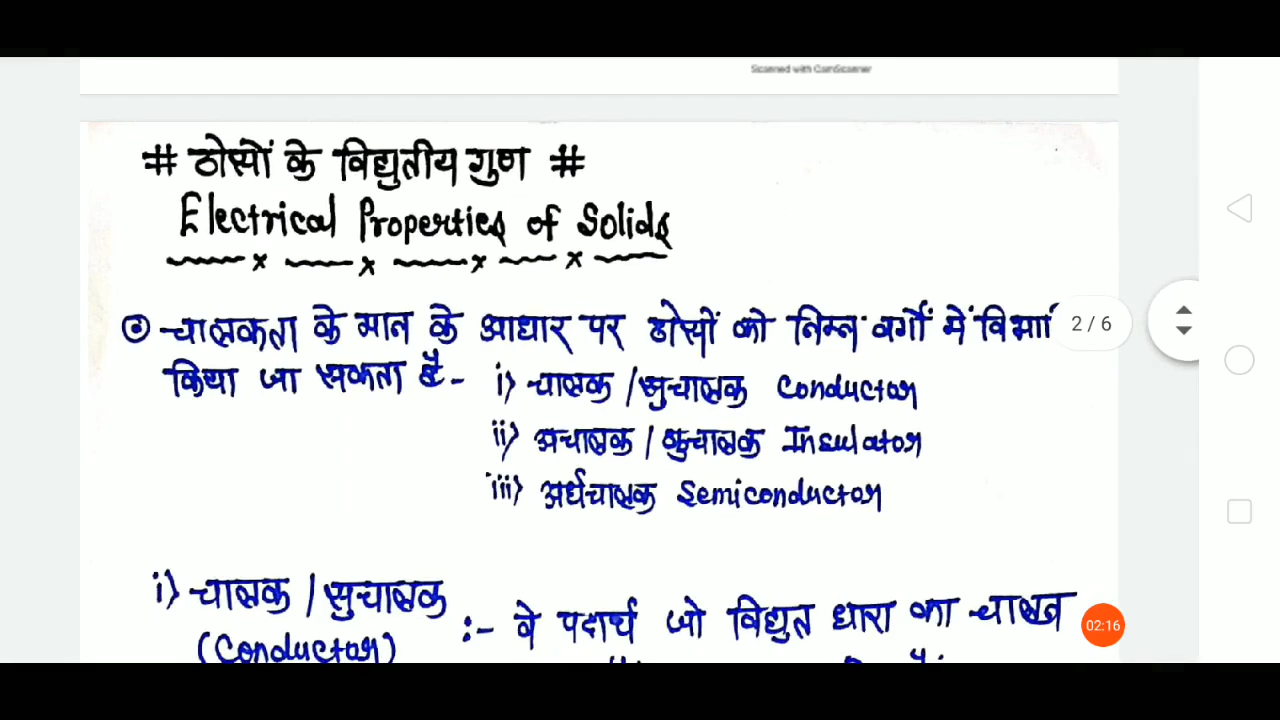 Scanned with CamScanner
# ठोसों के विद्युतीय गुण #
Electrical Properties of Solids
चालकता के मान के आधार पर ठोसों को निम्न वर्गों में
2 / 6
किया जा सकता है -
i) चालक / सुचालक Conductor
ii) अचालक / कुचालक Insulator
iii) अर्धचालक Semiconductor
i) चालक / सुचालक
(Conductor)
:- वे पदार्थ जो विद्युत धारा का चालन
02:16